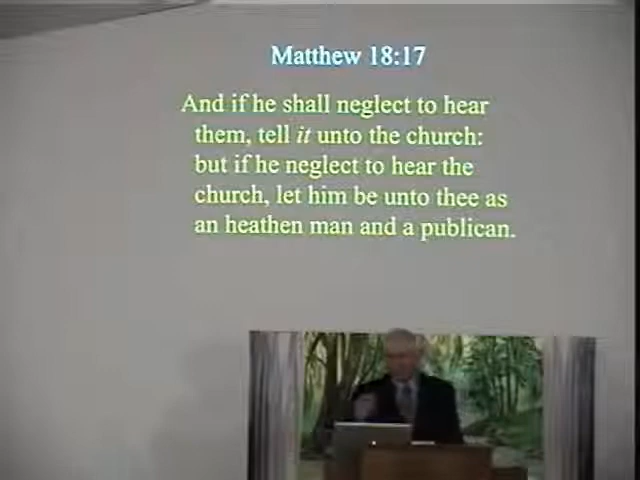 Matthew 18:17
And if he shall neglect to hear
them, tell it unto the church:
but if he neglect to hear the
church, let him be unto thee as
an heathen man and a publican.